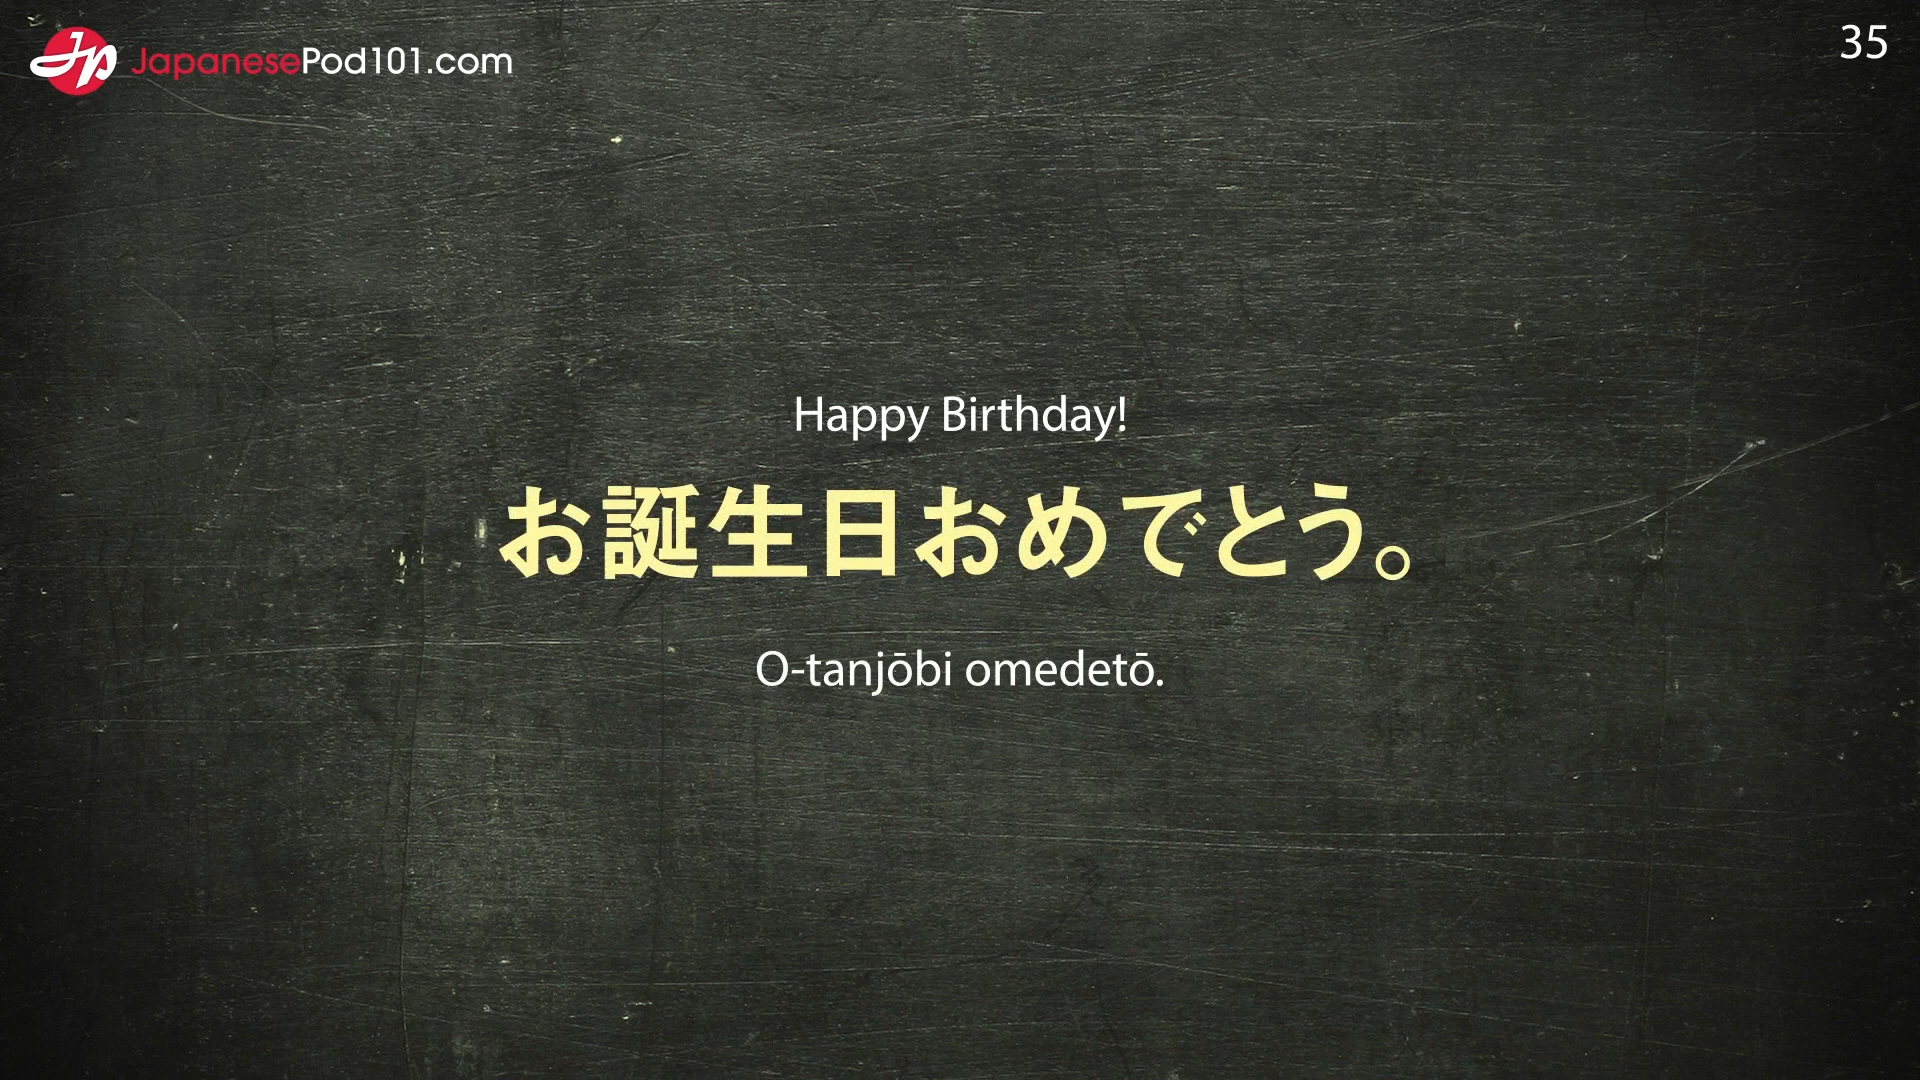 JapanesePod101.com
35
Happy Birthday!
お誕生日おめでとう。
O-tanjōbi omedetō.